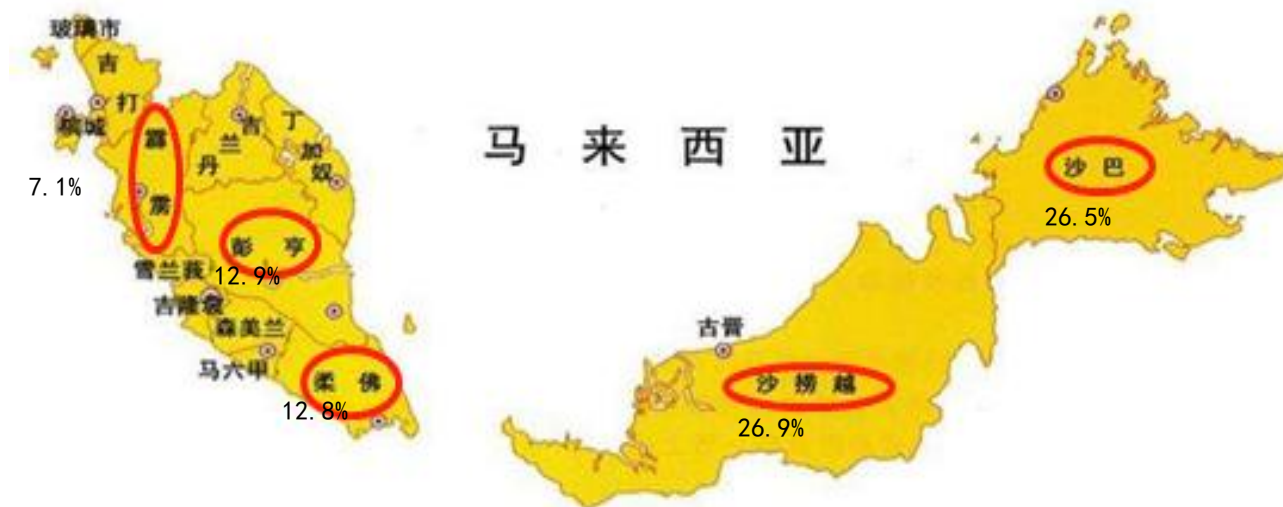 玻璃市
吉打
槟城
霹雳
7.1%
吉兰丹
丁加奴
彭亨
12.9%
雪兰莪
吉隆坡
森美兰
马六甲
柔佛
12.8%
马来西亚
沙巴
26.5%
古晋
沙捞越
26.9%